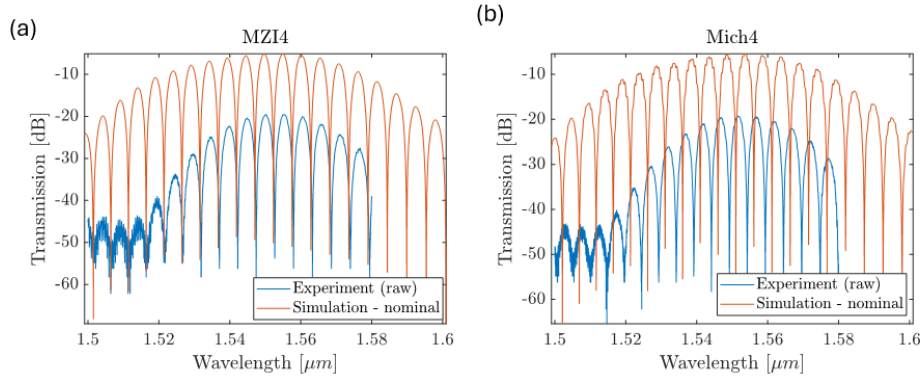 (a)
MZI4
Transmission [dB]
-10
-20
-30
-40
-50
-60
Experiment (raw)
Simulation - nominal
1.5
1.52
1.54
1.56
1.58
1.6
Wavelength [μm]
(b)
Mich4
Transmission [dB]
-10
-20
-30
-40
-50
-60
Experiment (raw)
Simulation - nominal
1.5
1.52
1.54
1.56
1.58
1.6
Wavelength [μm]